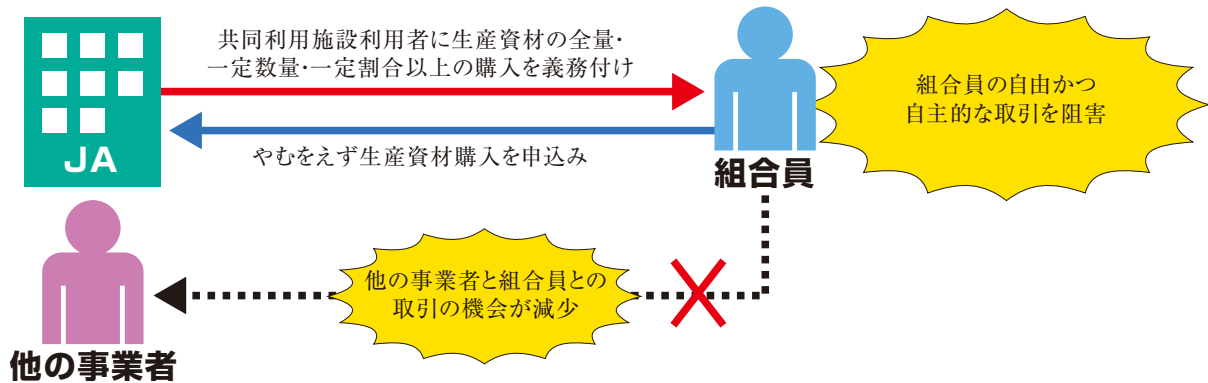 共同利用施設利用者に生産資材の全量・
一定数量・一定割合以上の購入を義務付け
組合員の自由かつ
自主的な取引を阻害
JA
やむをえず生産資材購入を申込み
組合員
他の事業者と組合員との
取引の機会が減少
他の事業者